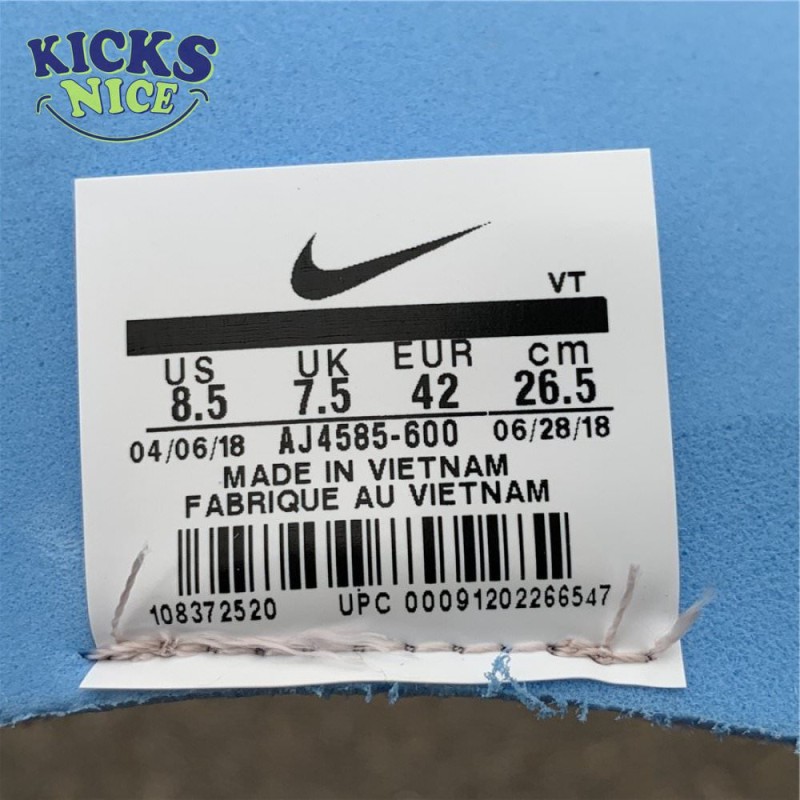 KICKS
NICE
VT
US UK EUR cm
8.5 7.5 42 26.5
04/06/18 AJ4585-600 06/28/18
MADE IN VIETNAM
FABRIQUE AU VIETNAM
108372520 UPC 00091202266547